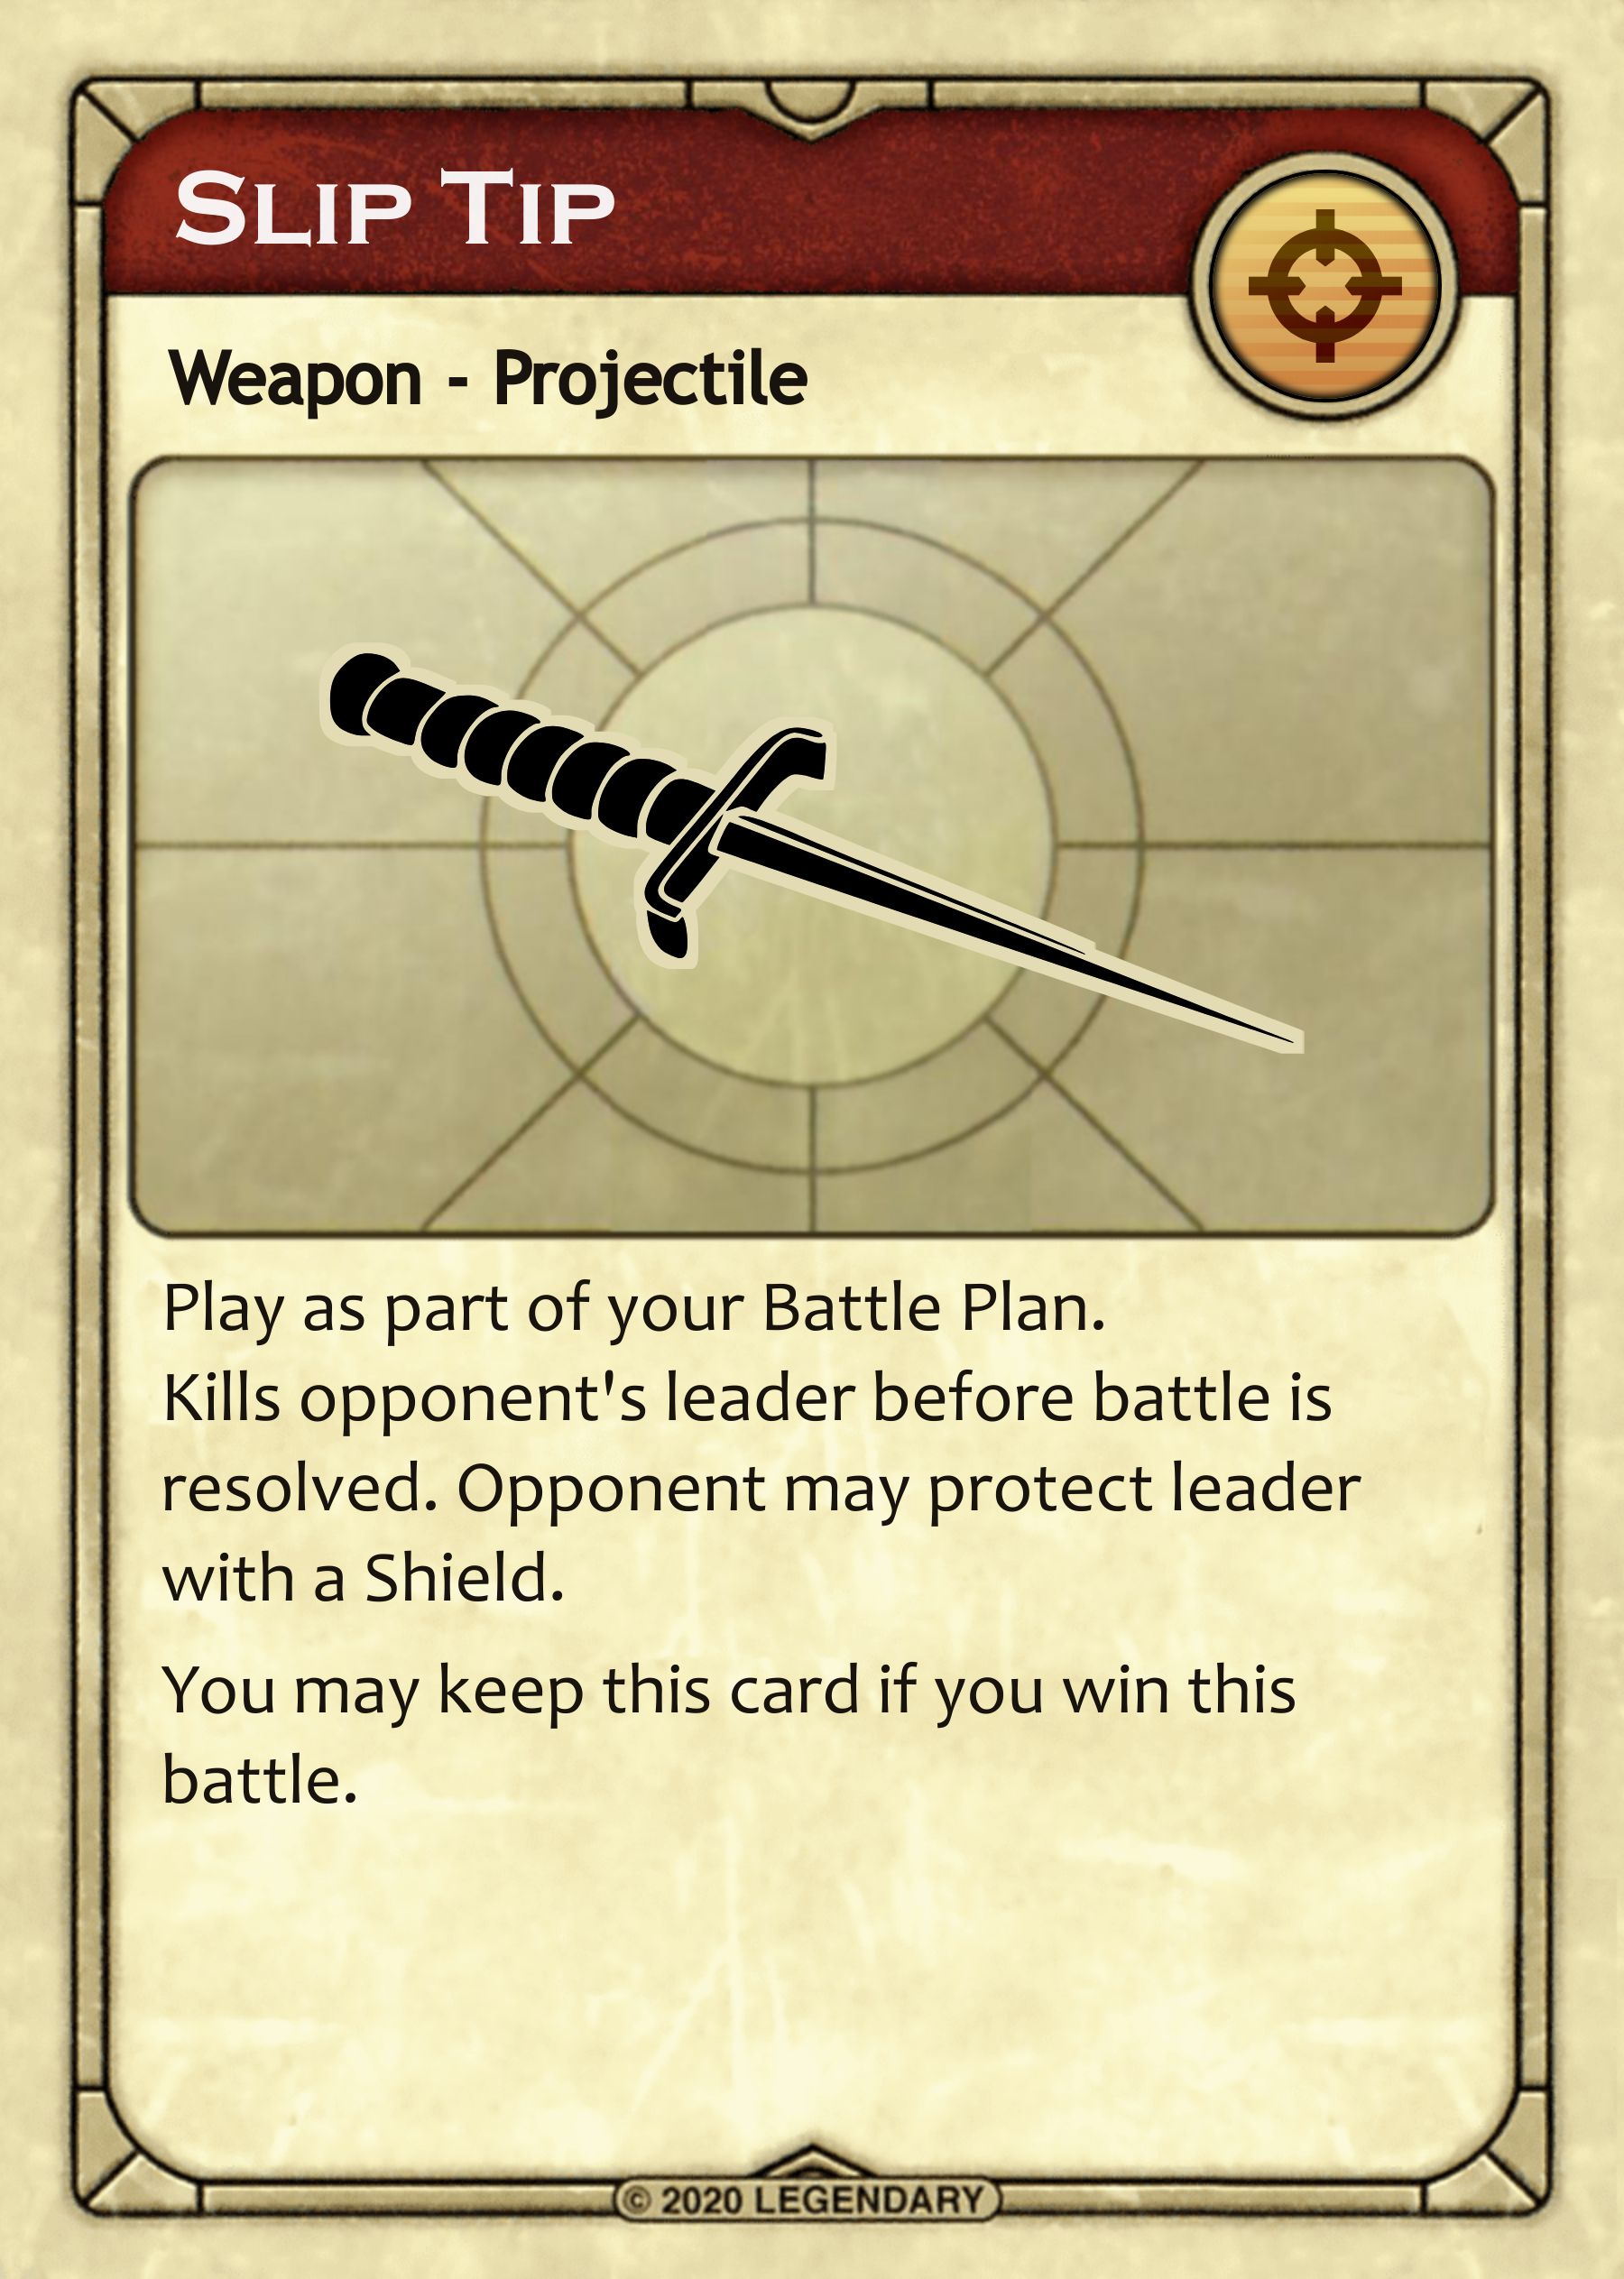 Slip Tip
Weapon - Projectile
Play as part of your Battle Plan.
Kills opponent's leader before battle is
resolved. Opponent may protect leader
with a Shield.
You may keep this card if you win this
battle.
© 2020 LEGENDARY